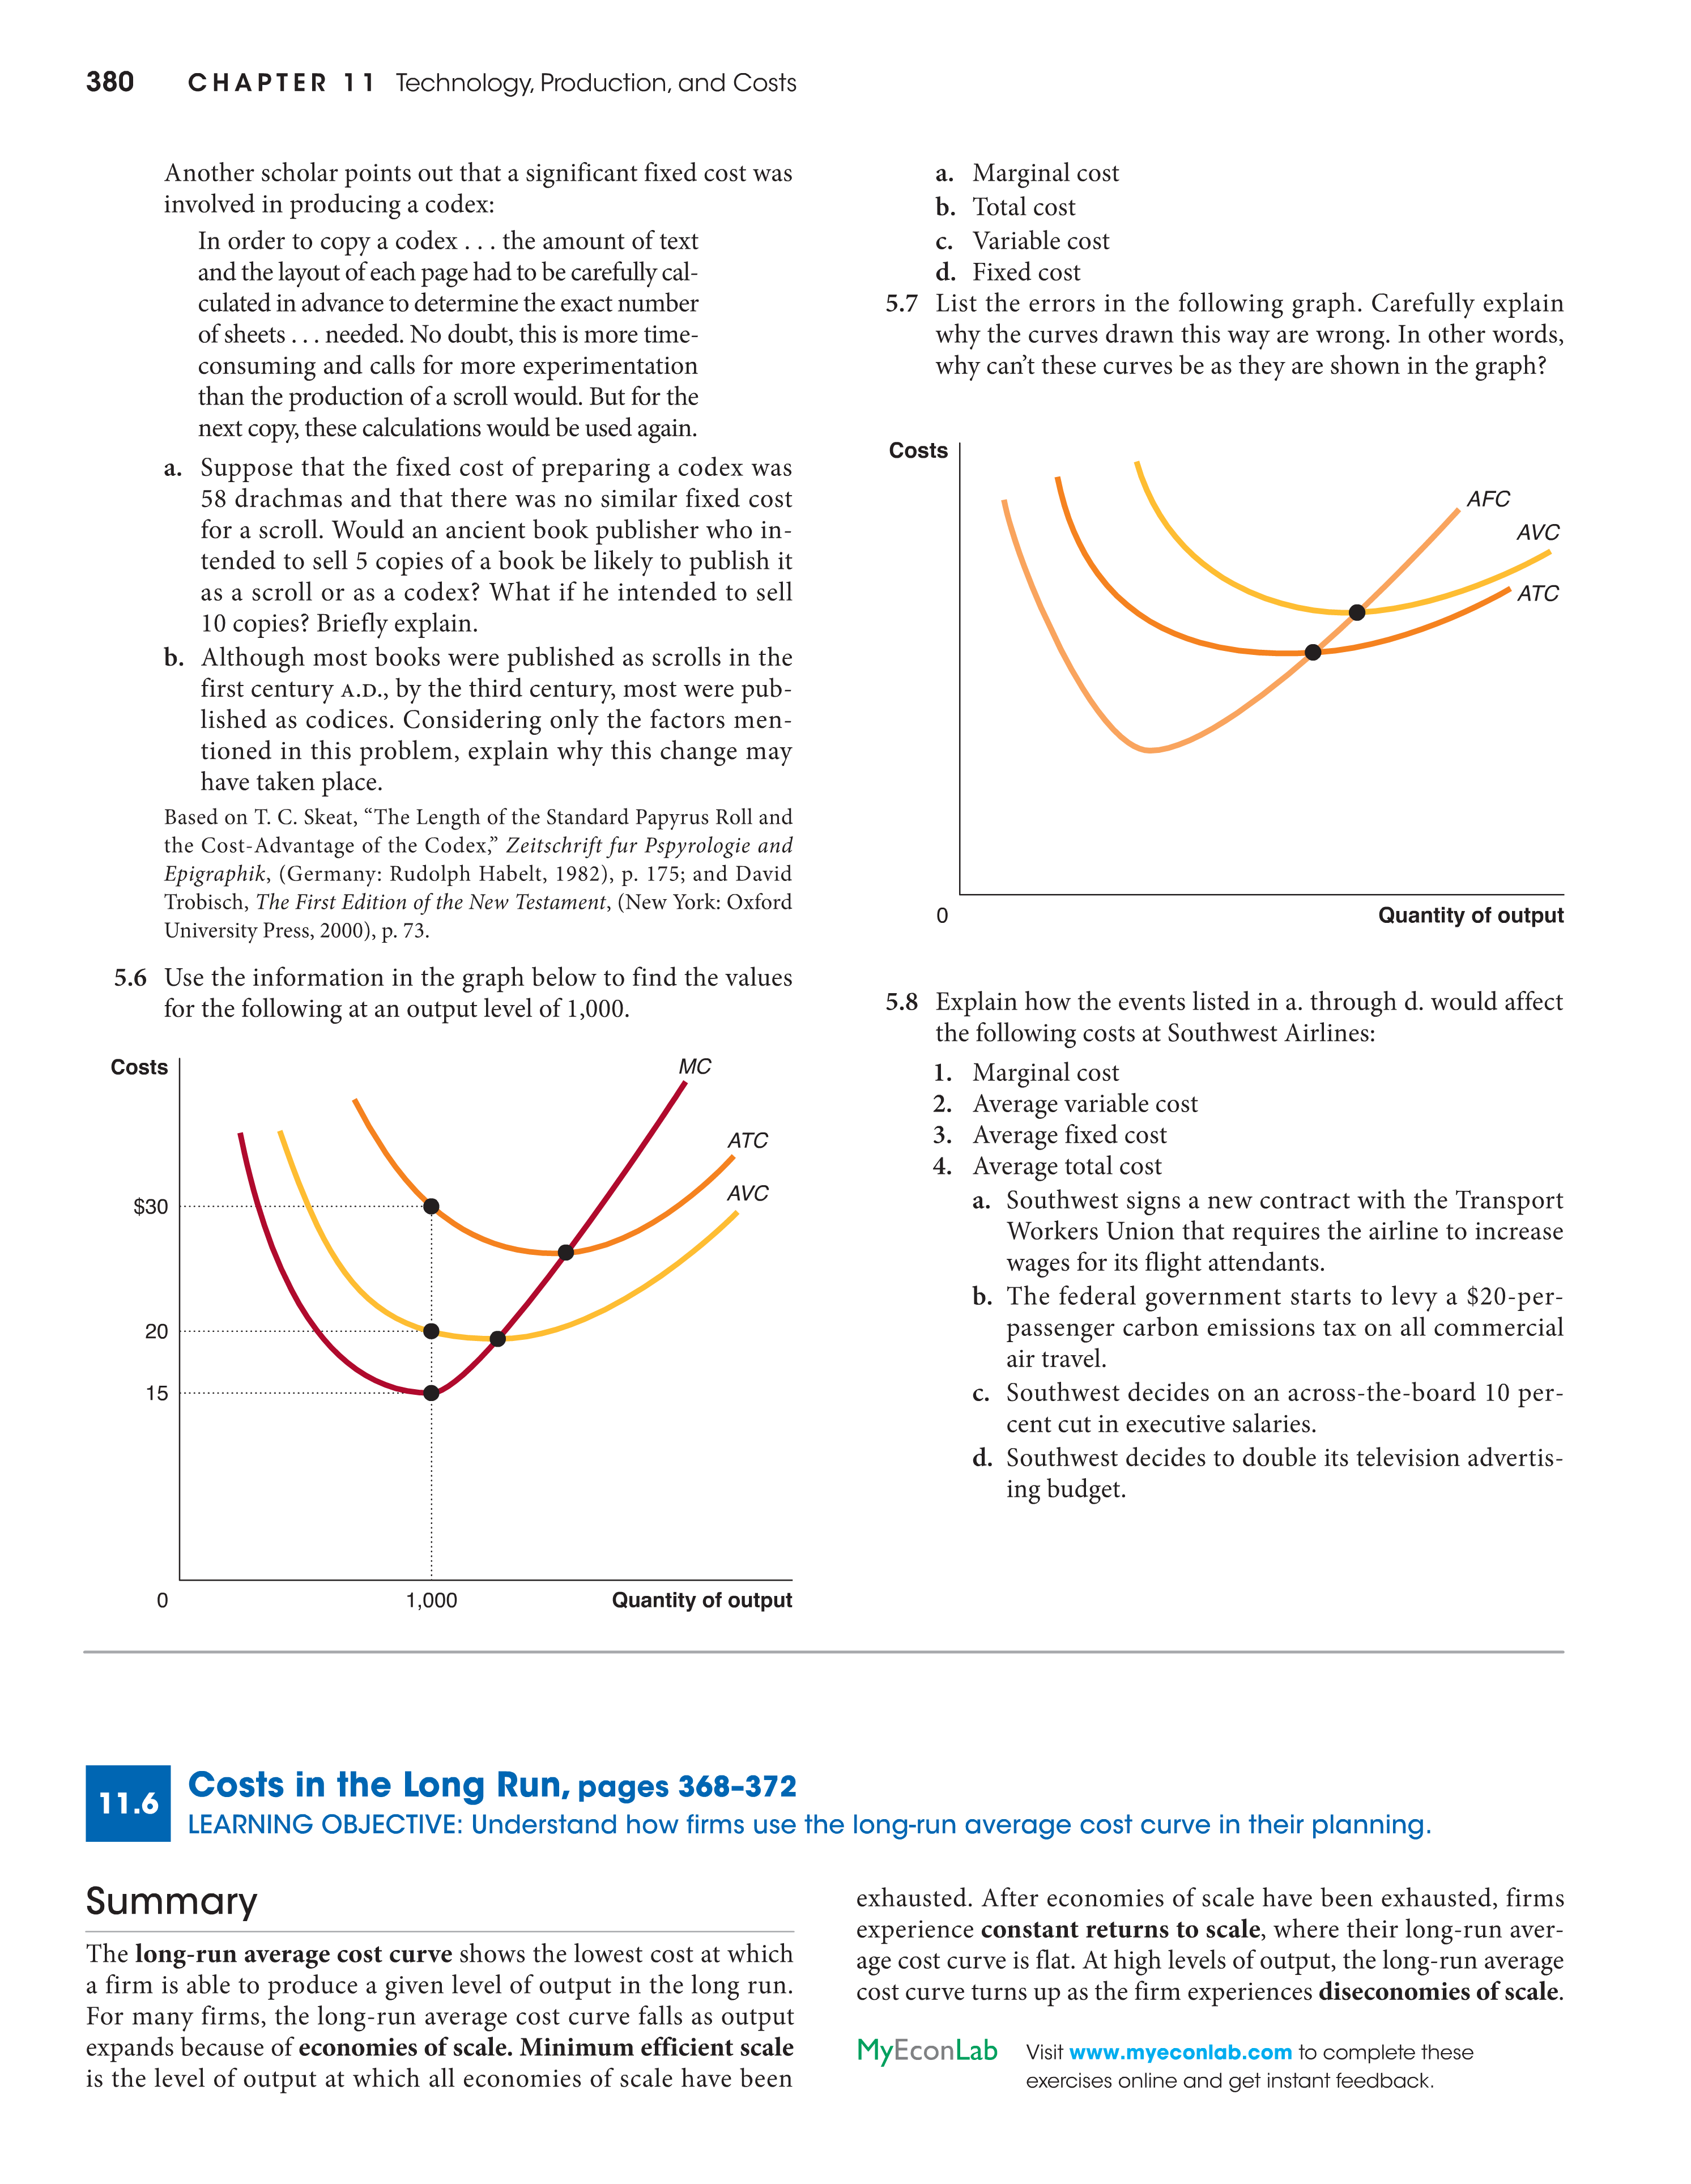 380 CHAPTER 11 Technology, Production, and Costs
Another scholar points out that a significant fixed cost was
involved in producing a codex:
In order to copy a codex . . . the amount of text
and the layout of each page had to be carefully cal-
culated in advance to determine the exact number
of sheets . . . needed. No doubt, this is more time-
consuming and calls for more experimentation
than the production of a scroll would. But for the
next copy, these calculations would be used again.
a. Suppose that the fixed cost of preparing a codex was
58 drachmas and that there was no similar fixed cost
for a scroll. Would an ancient book publisher who in-
tended to sell 5 copies of a book be likely to publish it
as a scroll or as a codex? What if he intended to sell
10 copies? Briefly explain.
b. Although most books were published as scrolls in the
first century A.D., by the third century, most were pub-
lished as codices. Considering only the factors men-
tioned in this problem, explain why this change may
have taken place.
Based on T. C. Skeat, “The Length of the Standard Papyrus Roll and
the Cost-Advantage of the Codex,” Zeitschrift fur Pspyrologie and
Epigraphik, (Germany: Rudolph Habelt, 1982), p. 175; and David
Trobisch, The First Edition of the New Testament, (New York: Oxford
University Press, 2000), p. 73.
5.6 Use the information in the graph below to find the values
for the following at an output level of 1,000.
Costs
MC
ATC
AVC
$30
20
15
0
1,000
Quantity of output
a. Marginal cost
b. Total cost
c. Variable cost
d. Fixed cost
5.7 List the errors in the following graph. Carefully explain
why the curves drawn this way are wrong. In other words,
why can’t these curves be as they are shown in the graph?
Costs
AFC
AVC
ATC
0
Quantity of output
5.8 Explain how the events listed in a. through d. would affect
the following costs at Southwest Airlines:
1. Marginal cost
2. Average variable cost
3. Average fixed cost
4. Average total cost
a. Southwest signs a new contract with the Transport
Workers Union that requires the airline to increase
wages for its flight attendants.
b. The federal government starts to levy a $20-per-
passenger carbon emissions tax on all commercial
air travel.
c. Southwest decides on an across-the-board 10 per-
cent cut in executive salaries.
d. Southwest decides to double its television advertis-
ing budget.
11.6 Costs in the Long Run, pages 368–372
LEARNING OBJECTIVE: Understand how firms use the long-run average cost curve in their planning.
Summary
The long-run average cost curve shows the lowest cost at which
a firm is able to produce a given level of output in the long run.
For many firms, the long-run average cost curve falls as output
expands because of economies of scale. Minimum efficient scale
is the level of output at which all economies of scale have been
exhausted. After economies of scale have been exhausted, firms
experience constant returns to scale, where their long-run aver-
age cost curve is flat. At high levels of output, the long-run average
cost curve turns up as the firm experiences diseconomies of scale.
MyEconLab Visit www.myeconlab.com to complete these
exercises online and get instant feedback.